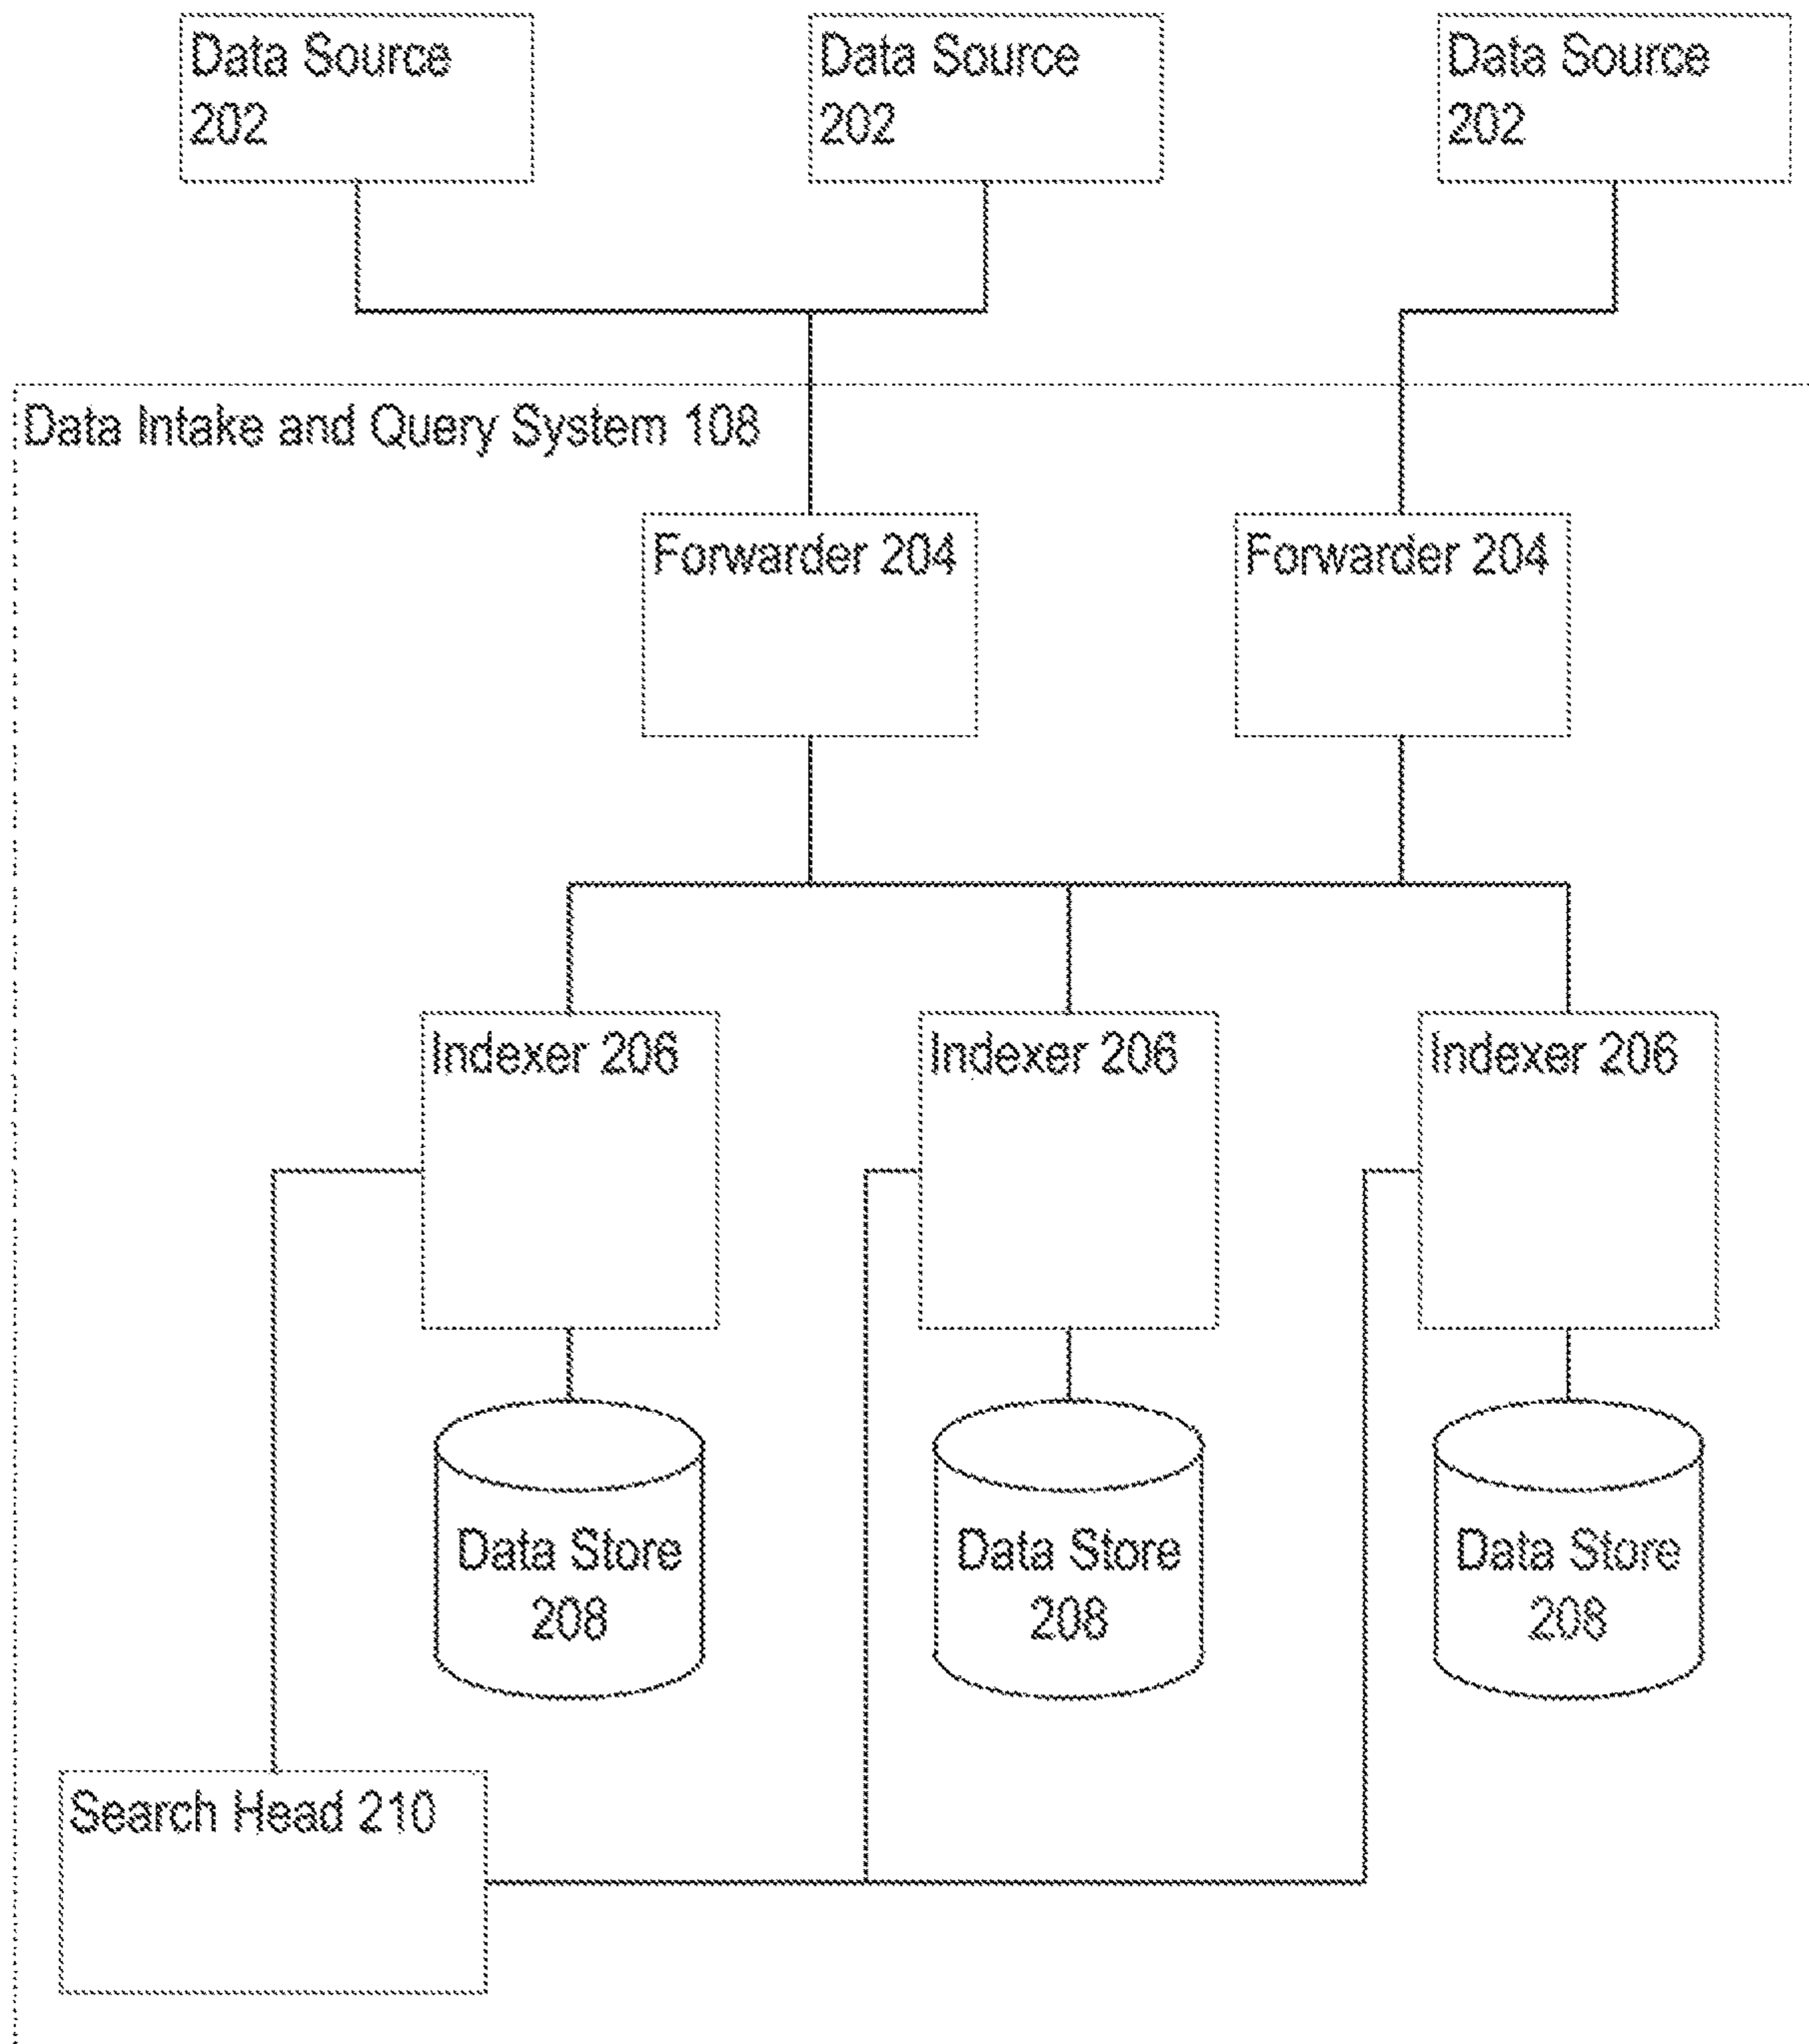 Data Source
202
Data Source
202
Data Source
202
Data Intake and Query System 108
Forwarder 204
Forwarder 204
Indexer 206
Indexer 206
Indexer 206
Data Store
208
Data Store
208
Data Store
208
Search Head 210